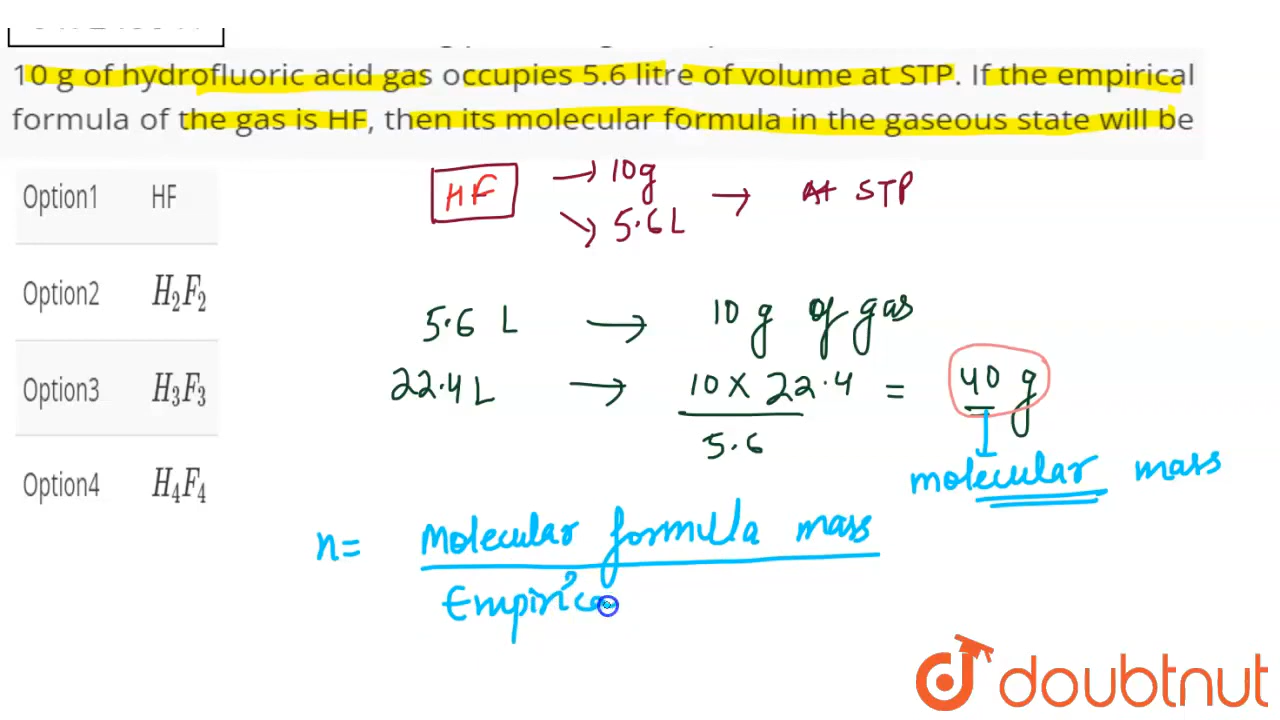 10 g of hydrofluoric acid gas occupies 5.6 litre of volume at STP. If the empirical
formula of the gas is HF, then its molecular formula in the gaseous state will be
Option1 HF
Option2 H₂F₂
Option3 H₃F₃
Option4 H₄F₄
HF → 10g
→ 5.6 L → At STP
5.6 L → 10 g of gas
22.4 L → 10 × 22.4 = 40 g
5.6
molecular mass
n = Molecular formula mass
Empirica
doubtnut